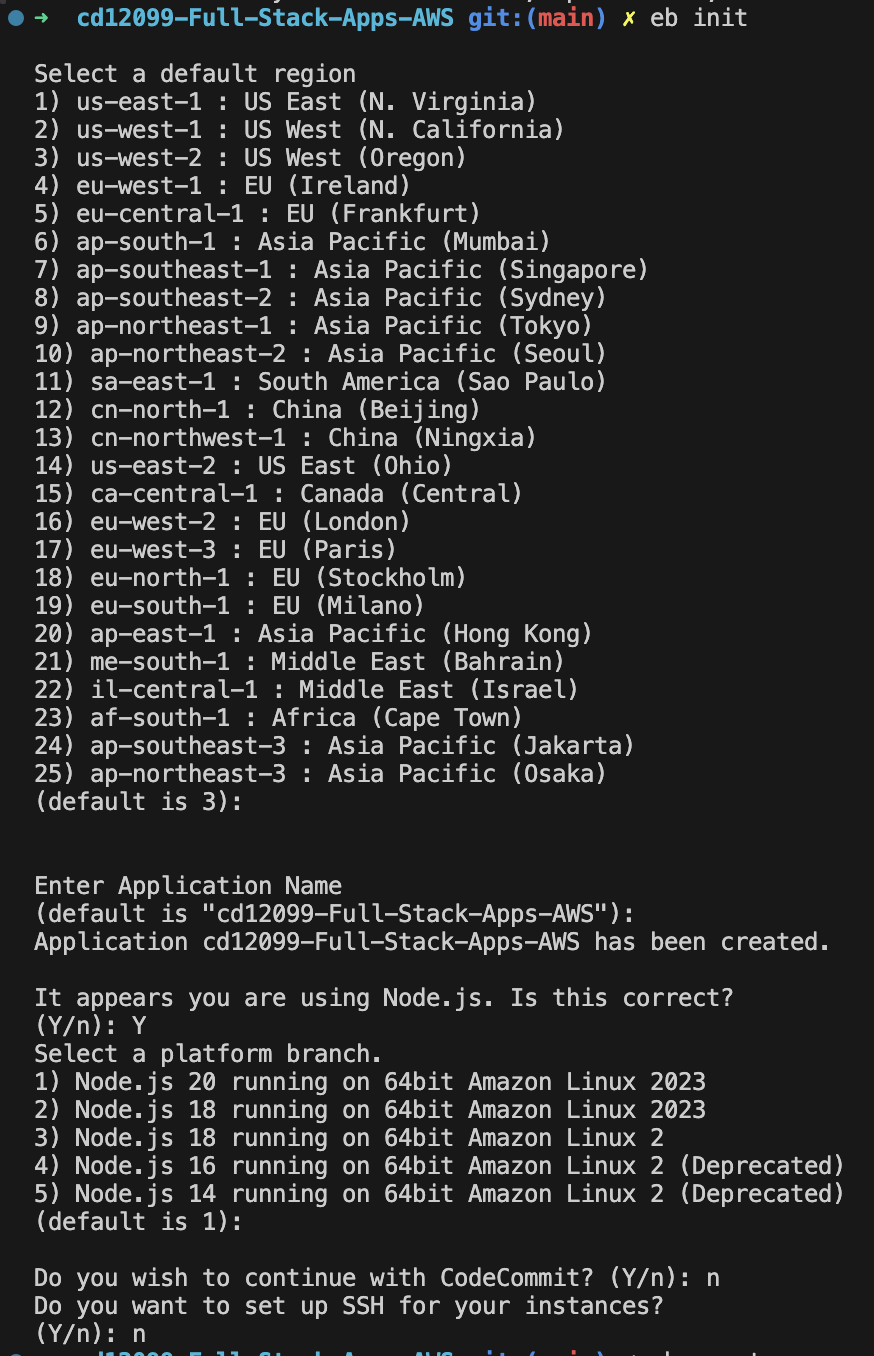 ➜ cd12099-Full-Stack-Apps-AWS git:(main) ✗ eb init
Select a default region
1) us-east-1 : US East (N. Virginia)
2) us-west-1 : US West (N. California)
3) us-west-2 : US West (Oregon)
4) eu-west-1 : EU (Ireland)
5) eu-central-1 : EU (Frankfurt)
6) ap-south-1 : Asia Pacific (Mumbai)
7) ap-southeast-1 : Asia Pacific (Singapore)
8) ap-southeast-2 : Asia Pacific (Sydney)
9) ap-northeast-1 : Asia Pacific (Tokyo)
10) ap-northeast-2 : Asia Pacific (Seoul)
11) sa-east-1 : South America (Sao Paulo)
12) cn-north-1 : China (Beijing)
13) cn-northwest-1 : China (Ningxia)
14) us-east-2 : US East (Ohio)
15) ca-central-1 : Canada (Central)
16) eu-west-2 : EU (London)
17) eu-west-3 : EU (Paris)
18) eu-north-1 : EU (Stockholm)
19) eu-south-1 : EU (Milano)
20) ap-east-1 : Asia Pacific (Hong Kong)
21) me-south-1 : Middle East (Bahrain)
22) il-central-1 : Middle East (Israel)
23) af-south-1 : Africa (Cape Town)
24) ap-southeast-3 : Asia Pacific (Jakarta)
25) ap-northeast-3 : Asia Pacific (Osaka)
(default is 3):
Enter Application Name
(default is "cd12099-Full-Stack-Apps-AWS"):
Application cd12099-Full-Stack-Apps-AWS has been created.
It appears you are using Node.js. Is this correct?
(Y/n): Y
Select a platform branch.
1) Node.js 20 running on 64bit Amazon Linux 2023
2) Node.js 18 running on 64bit Amazon Linux 2023
3) Node.js 18 running on 64bit Amazon Linux 2
4) Node.js 16 running on 64bit Amazon Linux 2 (Deprecated)
5) Node.js 14 running on 64bit Amazon Linux 2 (Deprecated)
(default is 1):
Do you wish to continue with CodeCommit? (Y/n): n
Do you want to set up SSH for your instances?
(Y/n): n